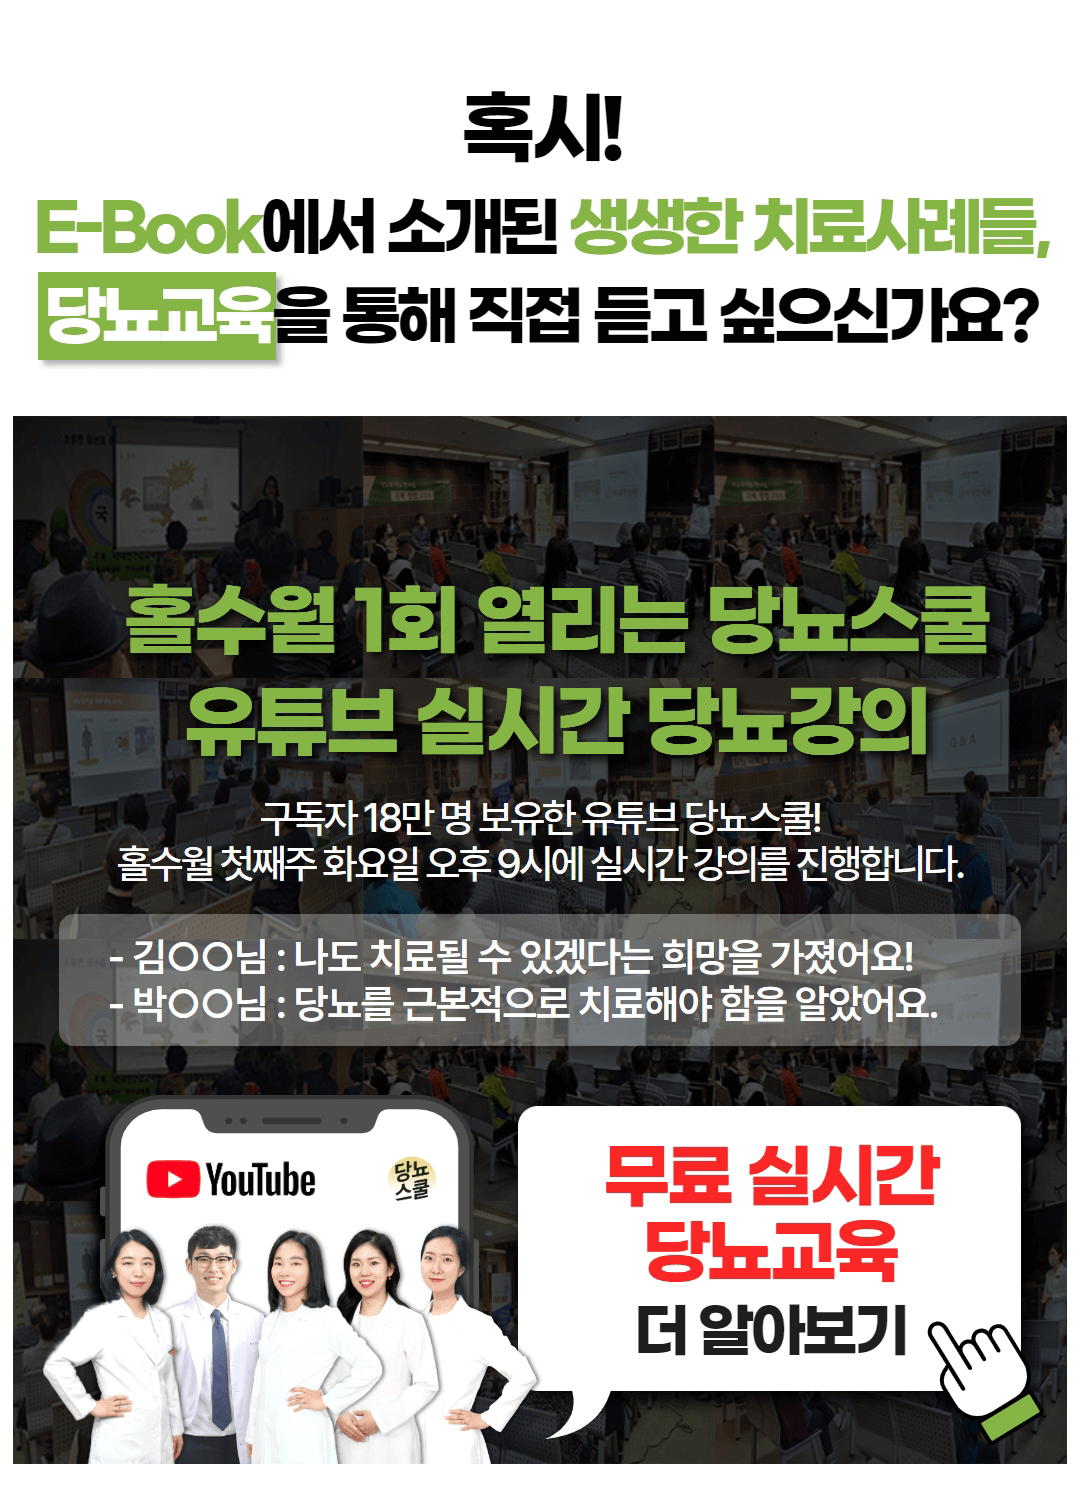 혹시!
E-Book에서 소개된 생생한 치료사례들,
당뇨교육을 통해 직접 듣고 싶으신가요?
Q & A
홀수월 1회 열리는 당뇨스쿨
유튜브 실시간 당뇨강의
구독자 18만 명 보유한 유튜브 당뇨스쿨!
홀수월 첫째주 화요일 오후 9시에 실시간 강의를 진행합니다.
- 김○○님 : 나도 치료될 수 있겠다는 희망을 가졌어요!
- 박○○님 : 당뇨를 근본적으로 치료해야 함을 알았어요.
YouTube
당뇨
스쿨
무료 실시간
당뇨교육
더 알아보기